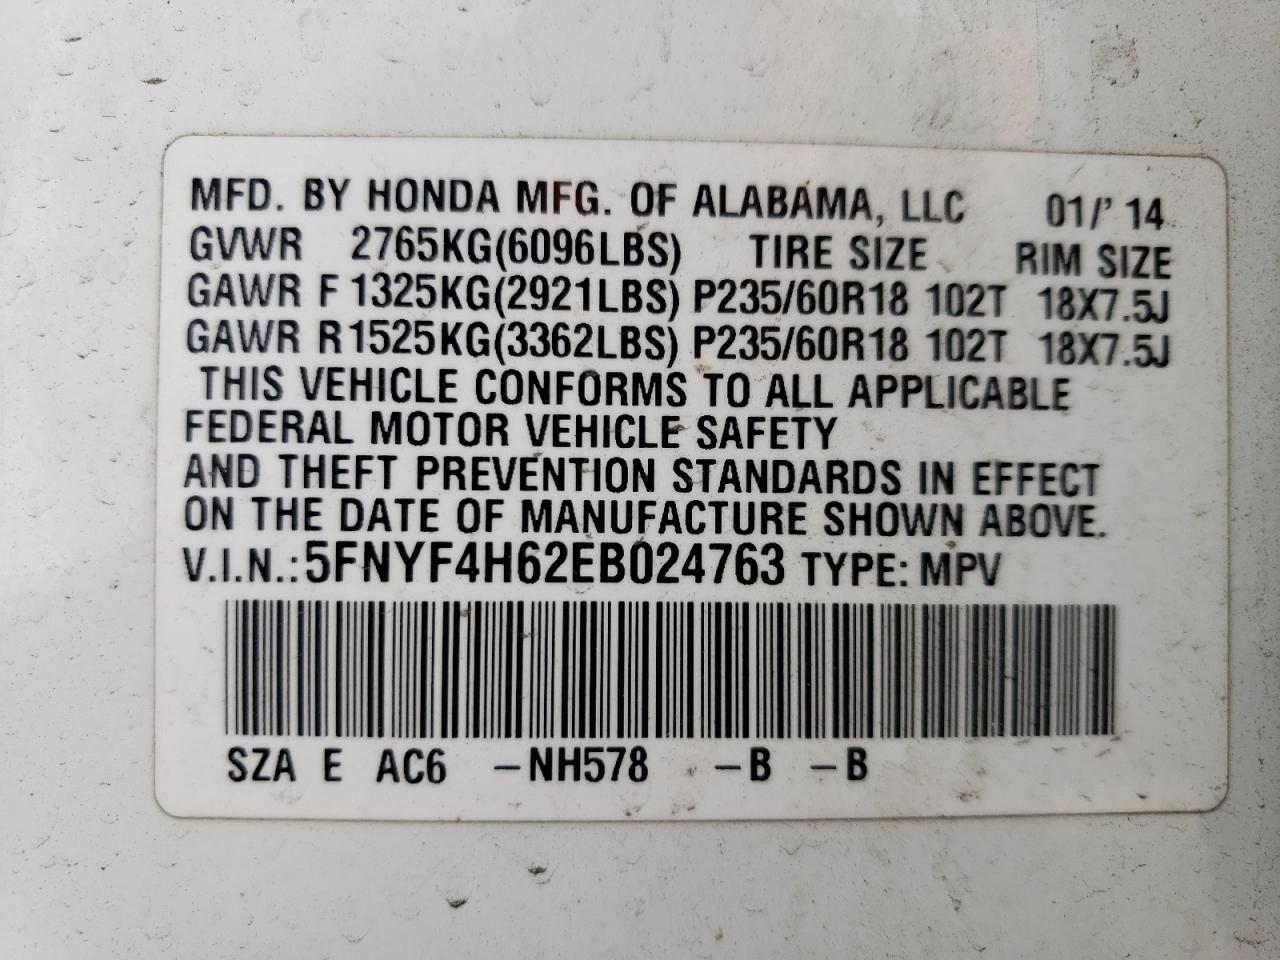 MFD. BY HONDA MFG. OF ALABAMA, LLC 01/' 14
GVWR 2765KG(6096LBS) TIRE SIZE RIM SIZE
GAWR F 1325KG(2921LBS) P235/60R18 102T 18X7.5J
GAWR R 1525KG(3362LBS) P235/60R18 102T 18X7.5J
THIS VEHICLE CONFORMS TO ALL APPLICABLE
FEDERAL MOTOR VEHICLE SAFETY
AND THEFT PREVENTION STANDARDS IN EFFECT
ON THE DATE OF MANUFACTURE SHOWN ABOVE.
V.I.N.: 5FNYF4H62EB024763 TYPE: MPV
SZA E AC6 –NH578 –B –B